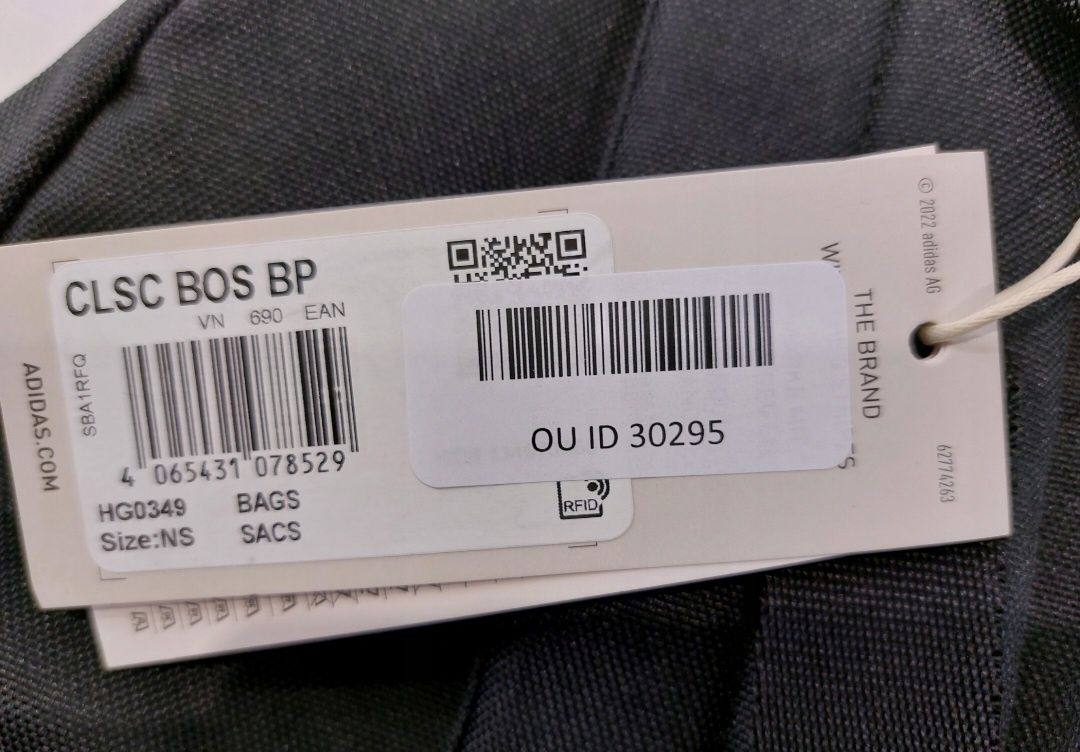 CLSC BOS BP
VN 690 EAN
SBA1RFQ
4 065431 078529
HG0349 BAGS
Size:NS SACS
ADIDAS.COM
OU ID 30295
RFID
THE BRAND
© 2022 adidas AG
62774263